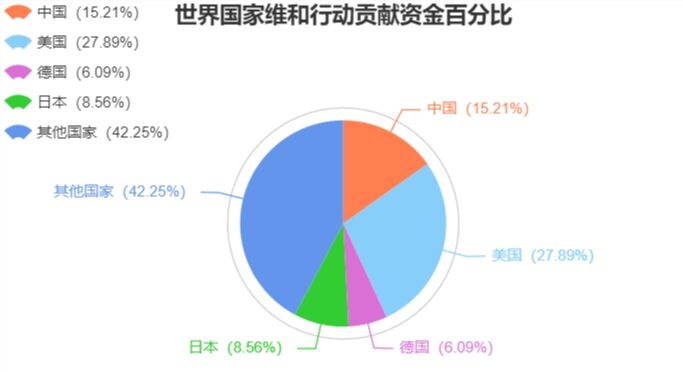 世界国家维和行动贡献资金百分比
中国（15.21%）
美国（27.89%）
德国（6.09%）
日本（8.56%）
其他国家（42.25%）
中国（15.21%）
其他国家（42.25%）
美国（27.89%）
日本（8.56%）
德国（6.09%）